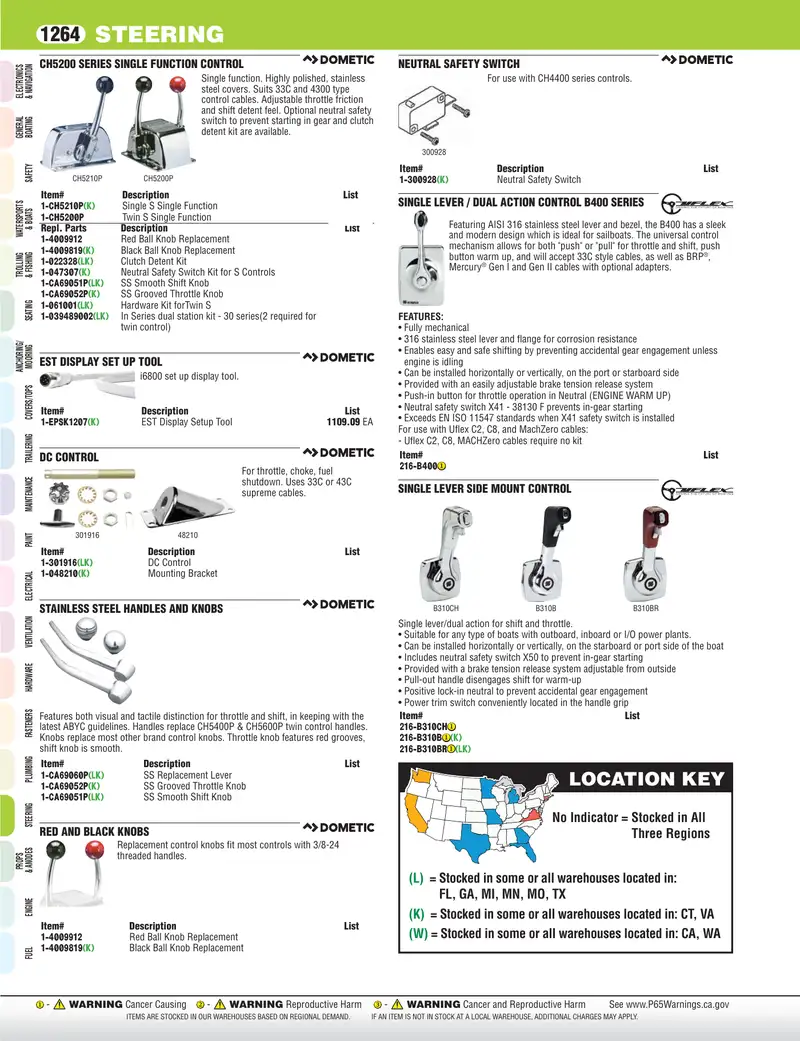 1264 STEERING
ELECTRONICS
& NAVIGATION
GENERAL
BOATING
SAFETY
WATERSPORTS
& BOATS
TROLLING
& FISHING
SEATING
ANCHORING/
MOORING
COVERS/TOPS
TRAILERING
MAINTENANCE
PAINT
ELECTRICAL
VENTILATION
HARDWARE
FASTENERS
PLUMBING
STEERING
PROPS
& ANODES
ENGINE
FUEL
CH5200 SERIES SINGLE FUNCTION CONTROL
DOMETIC
Single function. Highly polished, stainless
steel covers. Suits 33C and 4300 type
control cables. Adjustable throttle friction
and shift detent feel. Optional neutral safety
switch to prevent starting in gear and clutch
detent kit are available.
CH5210P CH5200P
Item# Description List
1-CH5210P(K) Single S Single Function
1-CH5200P Twin S Single Function
Repl. Parts Description List
1-4009912 Red Ball Knob Replacement
1-4009819(K) Black Ball Knob Replacement
1-022328(LK) Clutch Detent Kit
1-047307(K) Neutral Safety Switch Kit for S Controls
1-CA69051P(LK) SS Smooth Shift Knob
1-CA69052P(K) SS Grooved Throttle Knob
1-061001(LK) Hardware Kit forTwin S
1-039489002(LK) In Series dual station kit - 30 series(2 required for
twin control)
EST DISPLAY SET UP TOOL
DOMETIC
i6800 set up display tool.
Item# Description List
1-EPSK1207(K) EST Display Setup Tool 1109.09 EA
DC CONTROL
DOMETIC
For throttle, choke, fuel
shutdown. Uses 33C or 43C
supreme cables.
301916 48210
Item# Description List
1-301916(LK) DC Control
1-048210(K) Mounting Bracket
STAINLESS STEEL HANDLES AND KNOBS
DOMETIC
Features both visual and tactile distinction for throttle and shift, in keeping with the
latest ABYC guidelines. Handles replace CH5400P & CH5600P twin control handles.
Knobs replace most other brand control knobs. Throttle knob features red grooves,
shift knob is smooth.
Item# Description List
1-CA69060P(LK) SS Replacement Lever
1-CA69052P(K) SS Grooved Throttle Knob
1-CA69051P(LK) SS Smooth Shift Knob
RED AND BLACK KNOBS
DOMETIC
Replacement control knobs fit most controls with 3/8-24
threaded handles.
Item# Description List
1-4009912 Red Ball Knob Replacement
1-4009819(K) Black Ball Knob Replacement
NEUTRAL SAFETY SWITCH
DOMETIC
For use with CH4400 series controls.
300928
Item# Description List
1-300928(K) Neutral Safety Switch
SINGLE LEVER / DUAL ACTION CONTROL B400 SERIES
UFLEX
Featuring AISI 316 stainless steel lever and bezel, the B400 has a sleek
and modern design which is ideal for sailboats. The universal control
mechanism allows for both "push" or "pull" for throttle and shift, push
button warm up, and will accept 33C style cables, as well as BRP®,
Mercury® Gen I and Gen II cables with optional adapters.
FEATURES:
• Fully mechanical
• 316 stainless steel lever and flange for corrosion resistance
• Enables easy and safe shifting by preventing accidental gear engagement unless
engine is idling
• Can be installed horizontally or vertically, on the port or starboard side
• Provided with an easily adjustable brake tension release system
• Push-in button for throttle operation in Neutral (ENGINE WARM UP)
• Neutral safety switch X41 - 38130 F prevents in-gear starting
• Exceeds EN ISO 11547 standards when X41 safety switch is installed
For use with Uflex C2, C8, and MachZero cables:
- Uflex C2, C8, MACHZero cables require no kit
Item# List
216-B400 1
SINGLE LEVER SIDE MOUNT CONTROL
UFLEX
B310CH B310B B310BR
Single lever/dual action for shift and throttle.
• Suitable for any type of boats with outboard, inboard or I/O power plants.
• Can be installed horizontally or vertically, on the starboard or port side of the boat
• Includes neutral safety switch X50 to prevent in-gear starting
• Provided with a brake tension release system adjustable from outside
• Pull-out handle disengages shift for warm-up
• Positive lock-in neutral to prevent accidental gear engagement
• Power trim switch conveniently located in the handle grip
Item# List
216-B310CH 1
216-B310B 1 (K)
216-B310BR 1 (LK)
LOCATION KEY
No Indicator = Stocked in All
Three Regions
(L) = Stocked in some or all warehouses located in:
FL, GA, MI, MN, MO, TX
(K) = Stocked in some or all warehouses located in: CT, VA
(W) = Stocked in some or all warehouses located in: CA, WA
1 - WARNING Cancer Causing 2 - WARNING Reproductive Harm 3 - WARNING Cancer and Reproductive Harm See www.P65Warnings.ca.gov
ITEMS ARE STOCKED IN OUR WAREHOUSES BASED ON REGIONAL DEMAND. IF AN ITEM IS NOT IN STOCK AT A LOCAL WAREHOUSE, ADDITIONAL CHARGES MAY APPLY.